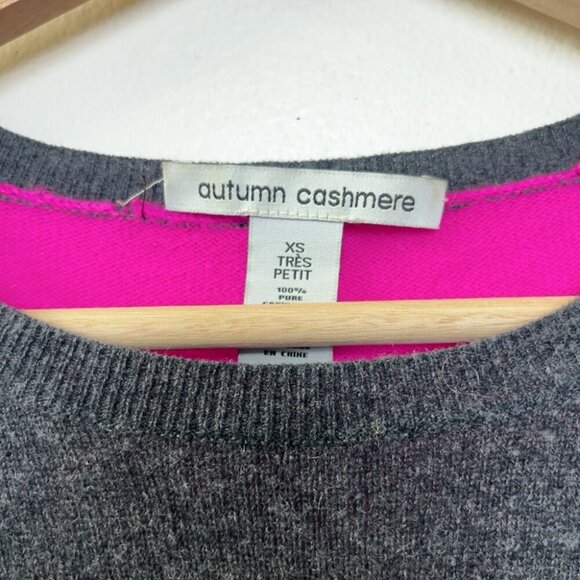 autumn cashmere
XS
TRÈS
PETIT
100%
PURE
EN CHINE